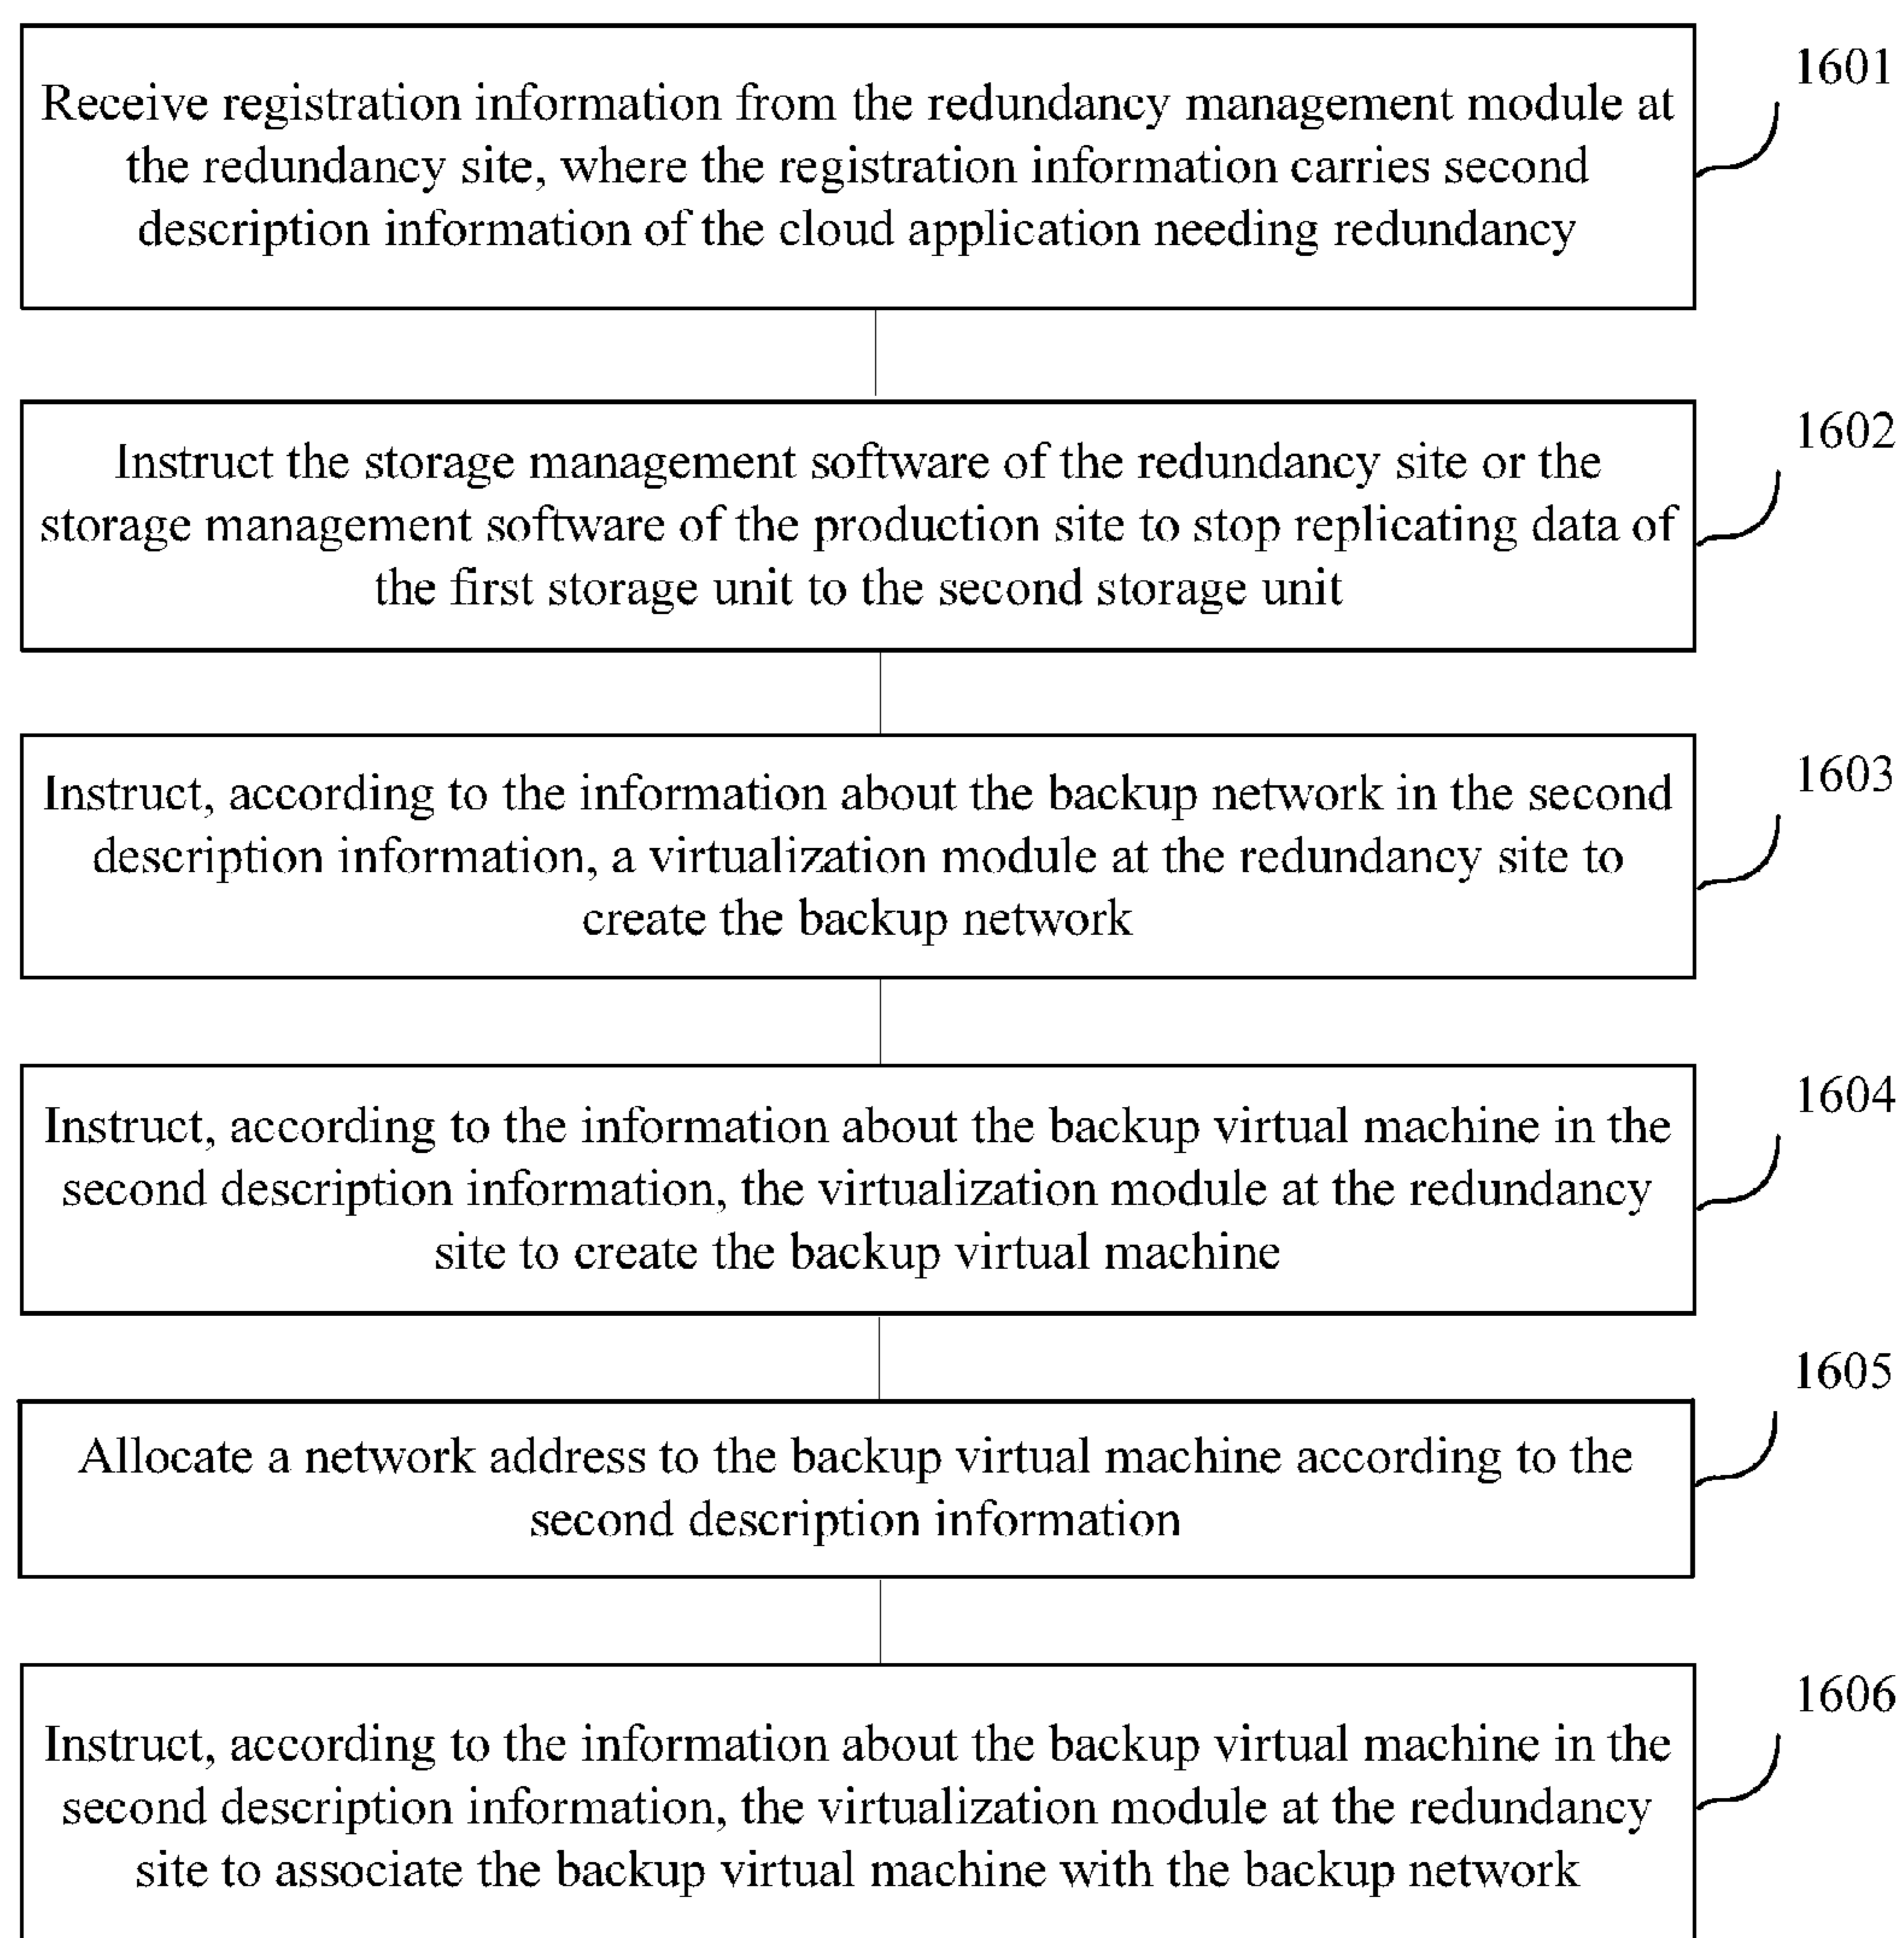 1601
Receive registration information from the redundancy management module at
the redundancy site, where the registration information carries second
description information of the cloud application needing redundancy
1602
Instruct the storage management software of the redundancy site or the
storage management software of the production site to stop replicating data of
the first storage unit to the second storage unit
1603
Instruct, according to the information about the backup network in the second
description information, a virtualization module at the redundancy site to
create the backup network
1604
Instruct, according to the information about the backup virtual machine in the
second description information, the virtualization module at the redundancy
site to create the backup virtual machine
1605
Allocate a network address to the backup virtual machine according to the
second description information
1606
Instruct, according to the information about the backup virtual machine in the
second description information, the virtualization module at the redundancy
site to associate the backup virtual machine with the backup network